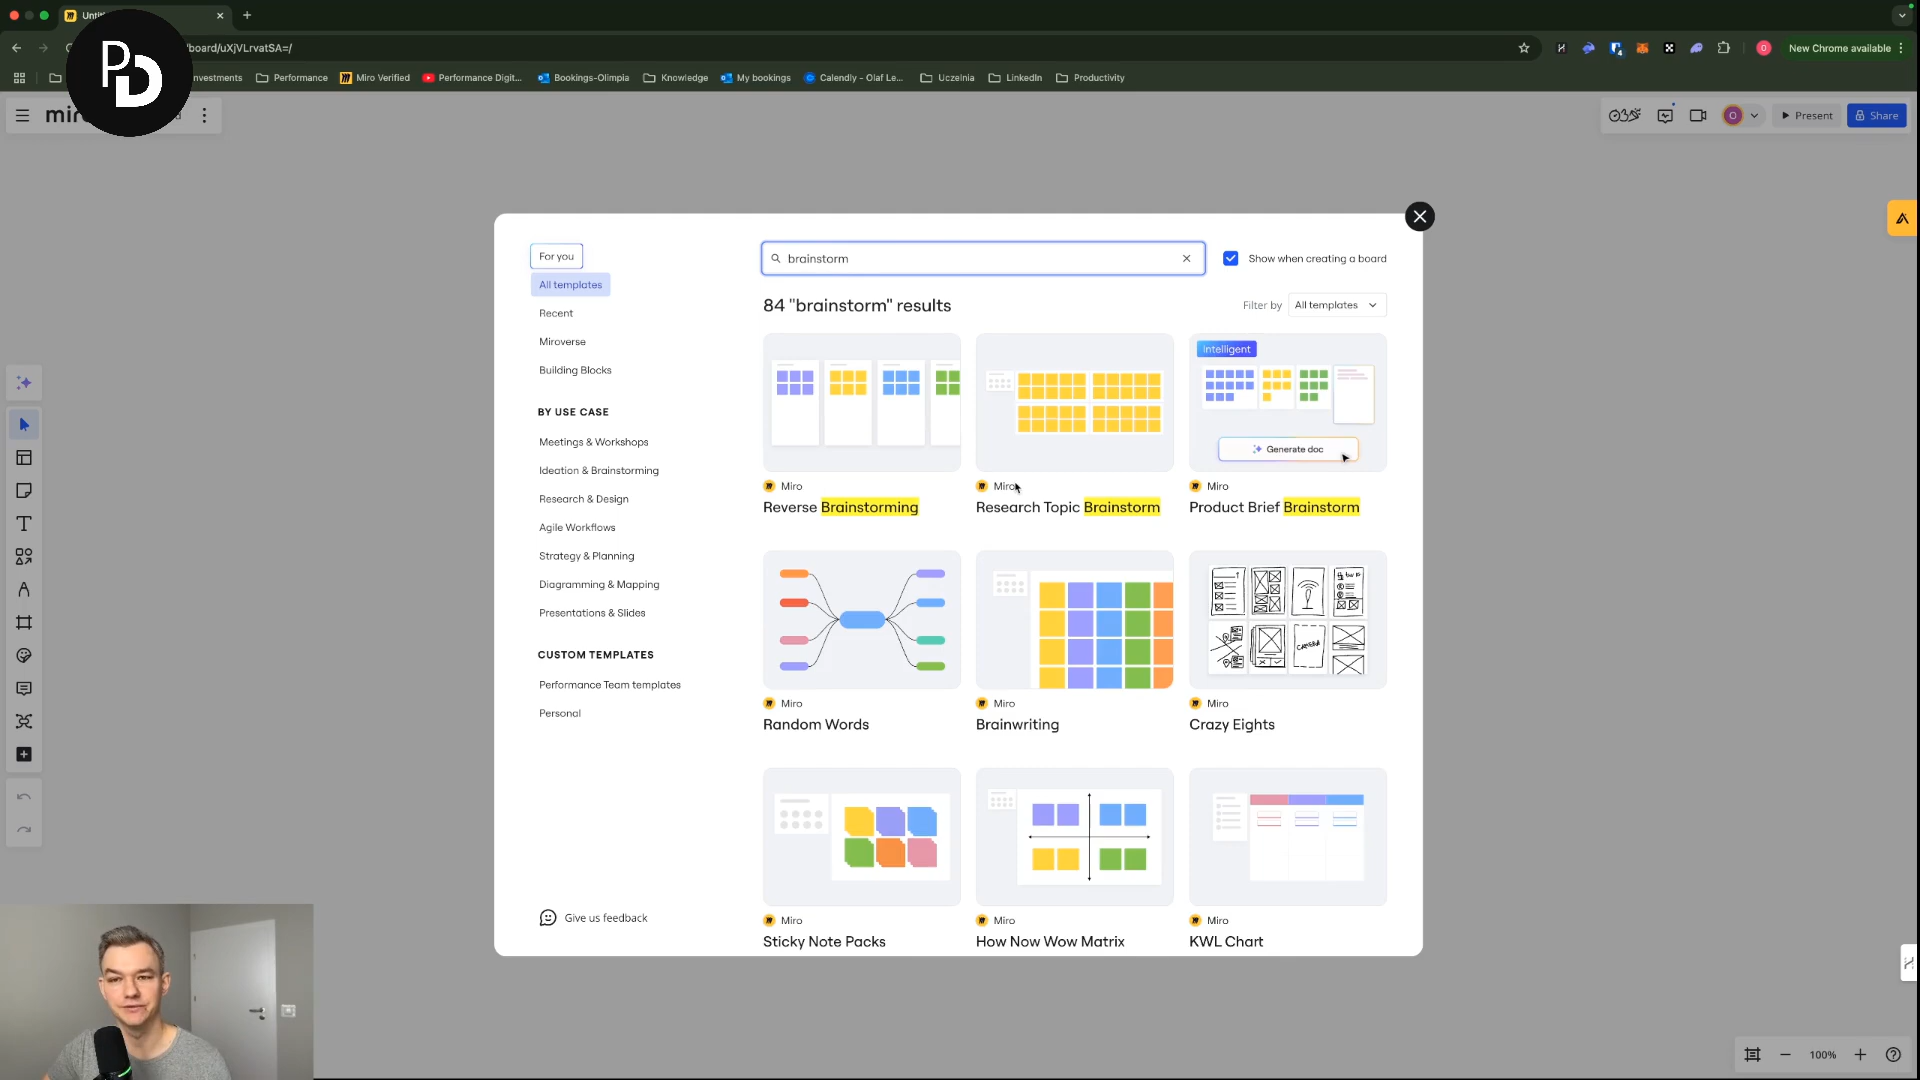 Unti
New Chrome available
/board/uXjVLrvatSA=/
nvestments
Performance
Miro Verified
Performance Digit...
Bookings-Olimpia
Knowledge
My bookings
Calendly - Olaf Le...
Uczelnia
LinkedIn
Productivity
PD
mir
O
Present
Share
For you
All templates
Recent
Miroverse
Building Blocks
BY USE CASE
Meetings & Workshops
Ideation & Brainstorming
Research & Design
Agile Workflows
Strategy & Planning
Diagramming & Mapping
Presentations & Slides
CUSTOM TEMPLATES
Performance Team templates
Personal
Give us feedback
brainstorm
Show when creating a board
84 "brainstorm" results
Filter by All templates
Intelligent
Generate doc
Miro
Reverse Brainstorming
Miro
Research Topic Brainstorm
Miro
Product Brief Brainstorm
Miro
Random Words
Miro
Brainwriting
Miro
Crazy Eights
Miro
Sticky Note Packs
Miro
How Now Wow Matrix
Miro
KWL Chart
100%